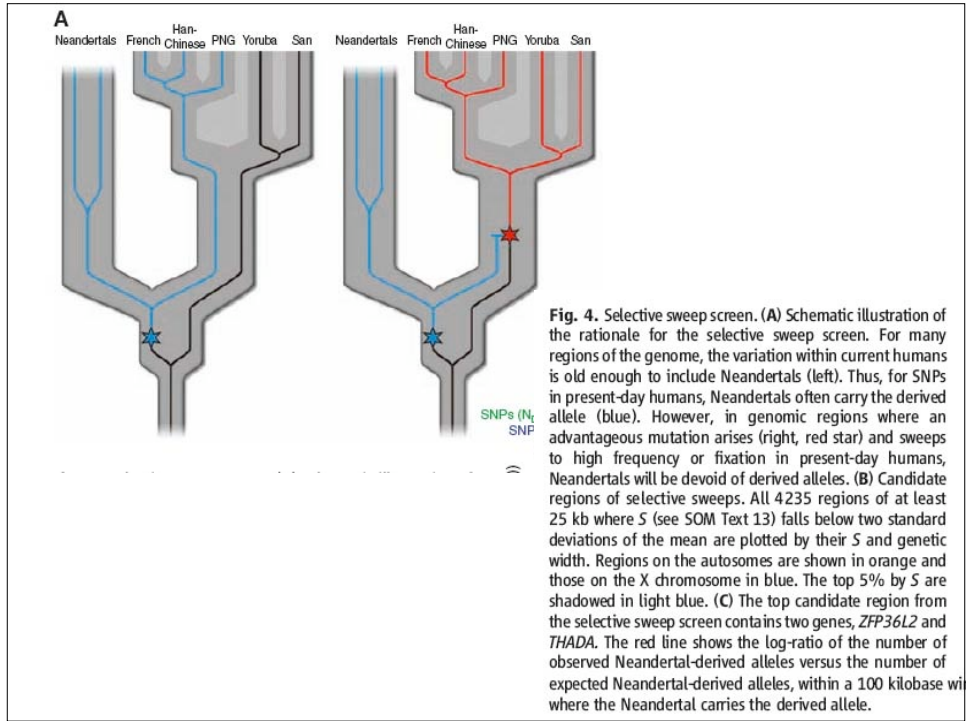 A
Neandertals French Han-Chinese PNG Yoruba San
Neandertals French Han-Chinese PNG Yoruba San
SNPs (N
SNP
Fig. 4. Selective sweep screen. (A) Schematic illustration of
the rationale for the selective sweep screen. For many
regions of the genome, the variation within current humans
is old enough to include Neandertals (left). Thus, for SNPs
in present-day humans, Neandertals often carry the derived
allele (blue). However, in genomic regions where an
advantageous mutation arises (right, red star) and sweeps
to high frequency or fixation in present-day humans,
Neandertals will be devoid of derived alleles. (B) Candidate
regions of selective sweeps. All 4235 regions of at least
25 kb where S (see SOM Text 13) falls below two standard
deviations of the mean are plotted by their S and genetic
width. Regions on the autosomes are shown in orange and
those on the X chromosome in blue. The top 5% by S are
shadowed in light blue. (C) The top candidate region from
the selective sweep screen contains two genes, ZFP36L2 and
THADA. The red line shows the log-ratio of the number of
observed Neandertal-derived alleles versus the number of
expected Neandertal-derived alleles, within a 100 kilobase
where the Neandertal carries the derived allele.